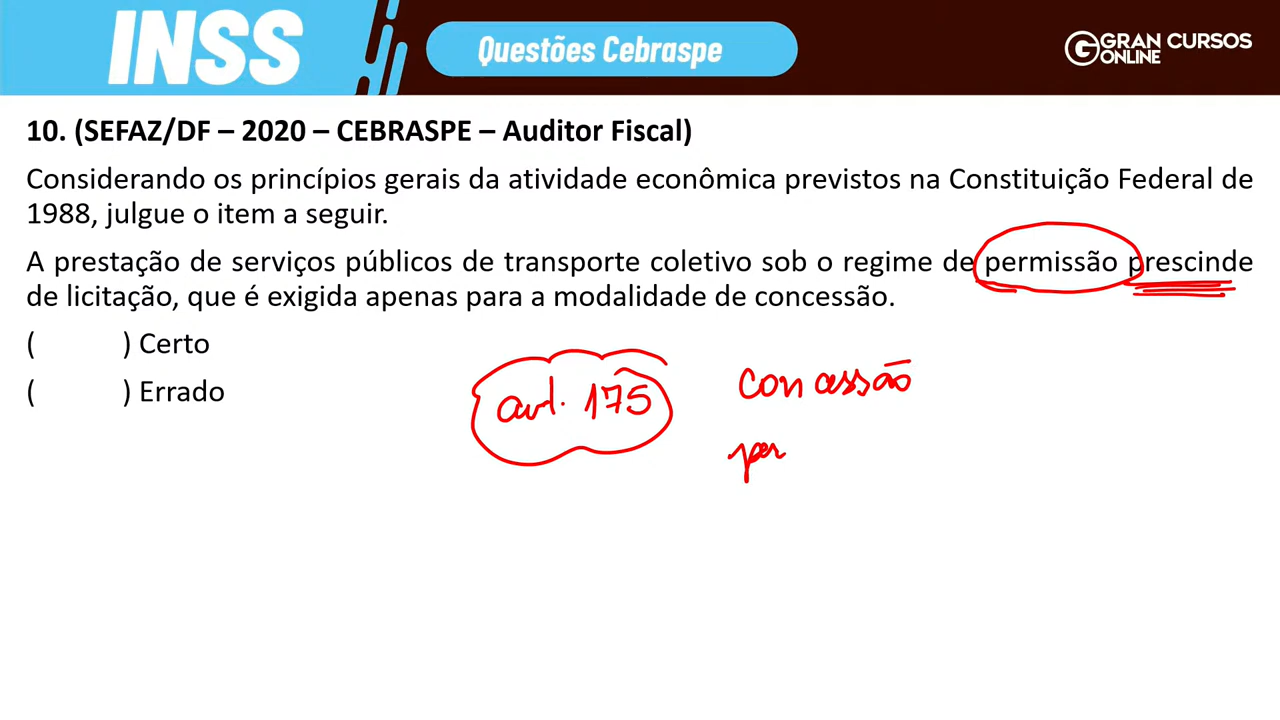 INSS
Questões Cebraspe
GRAN CURSOS
ONLINE
10. (SEFAZ/DF – 2020 – CEBRASPE – Auditor Fiscal)
Considerando os princípios gerais da atividade econômica previstos na Constituição Federal de
1988, julgue o item a seguir.
A prestação de serviços públicos de transporte coletivo sob o regime de permissão prescinde
de licitação, que é exigida apenas para a modalidade de concessão.
( ) Certo
( ) Errado
art. 175
concessão
per